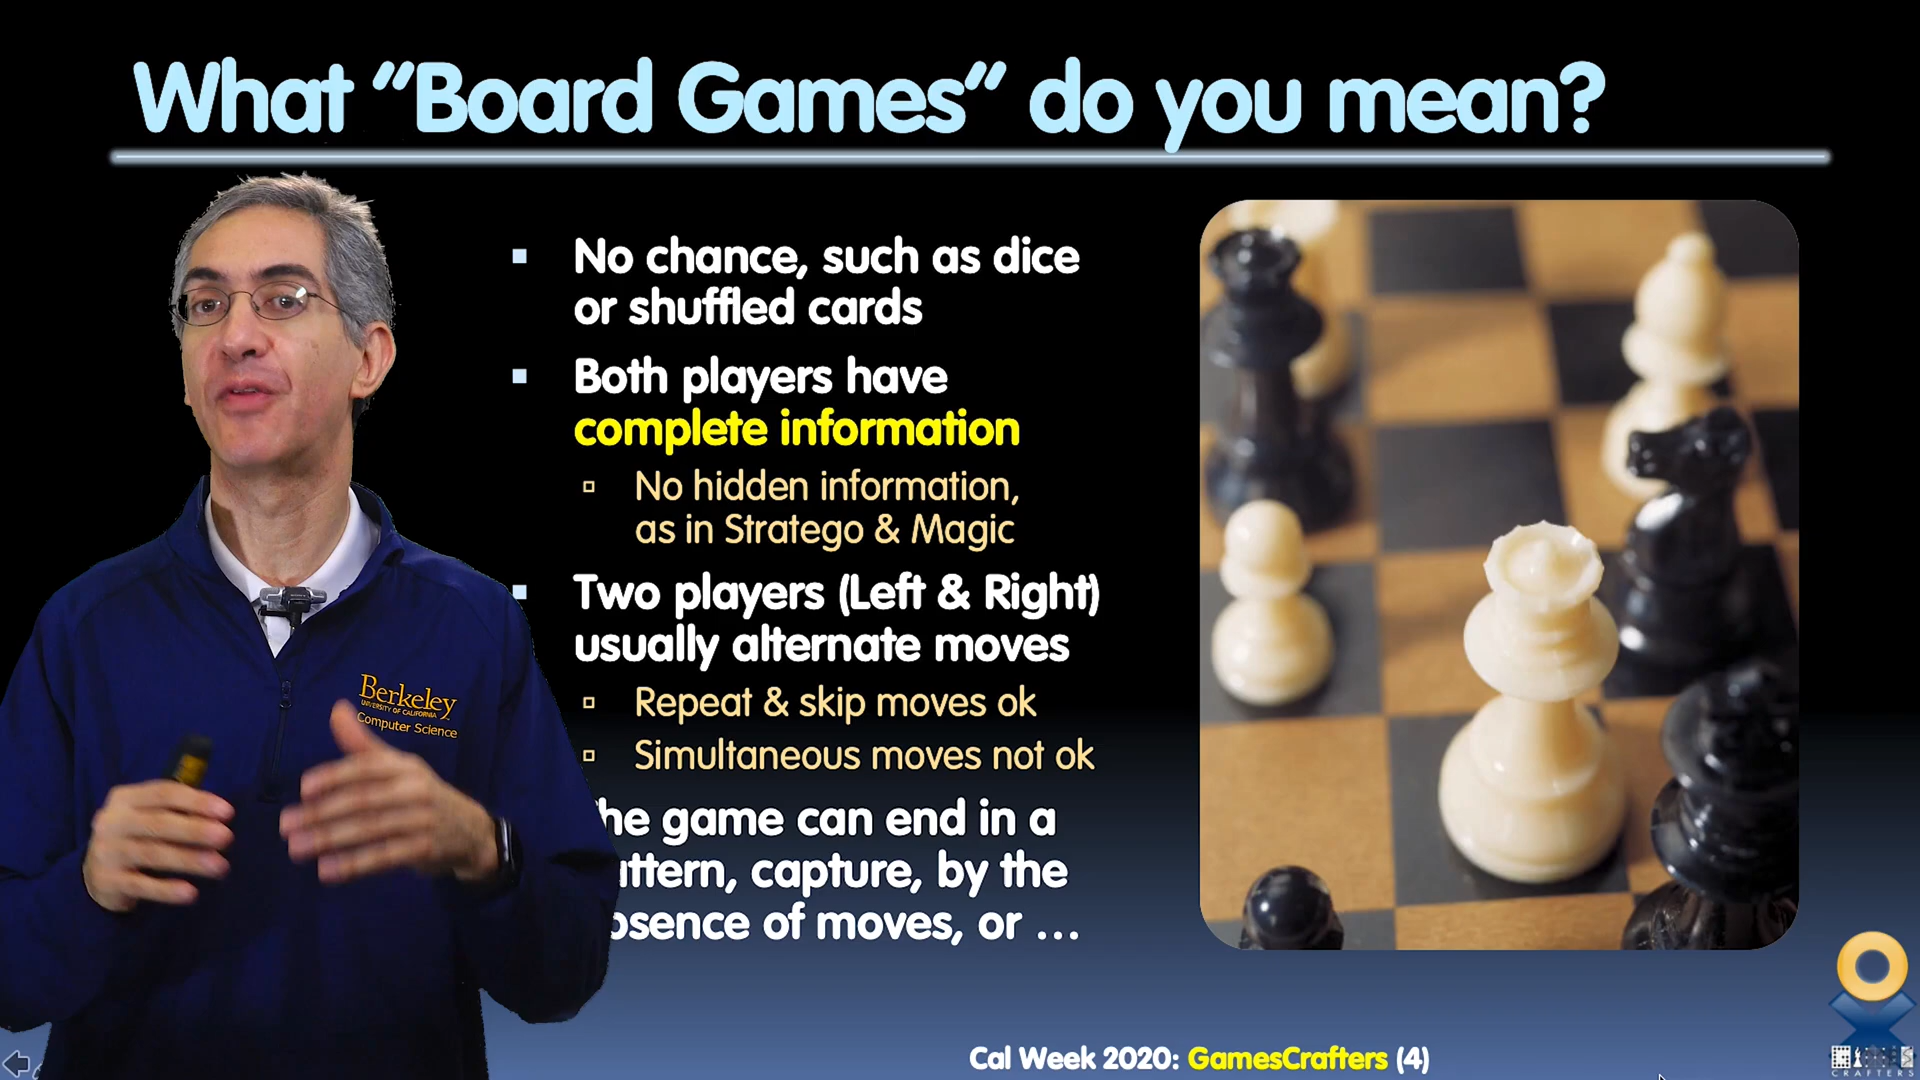 What "Board Games" do you mean?
No chance, such as dice
or shuffled cards
Both players have
complete information
No hidden information,
as in Stratego & Magic
Two players (Left & Right)
usually alternate moves
Repeat & skip moves ok
Simultaneous moves not ok
he game can end in a
ttern, capture, by the
bsence of moves, or ...
Berkeley
UNIVERSITY OF CALIFORNIA
Computer Science
Cal Week 2020: GamesCrafters (4)
CRAFTERS